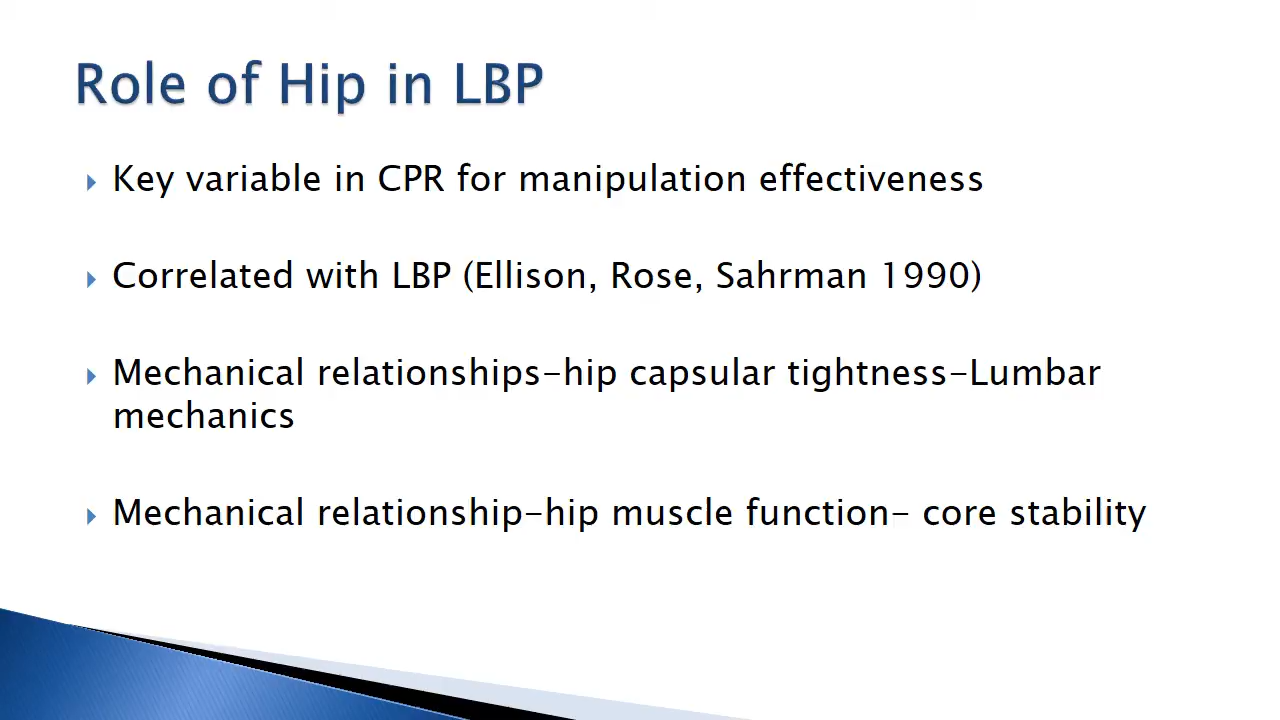 Role of Hip in LBP
Key variable in CPR for manipulation effectiveness
Correlated with LBP (Ellison, Rose, Sahrman 1990)
Mechanical relationships-hip capsular tightness-Lumbar
mechanics
Mechanical relationship-hip muscle function- core stability